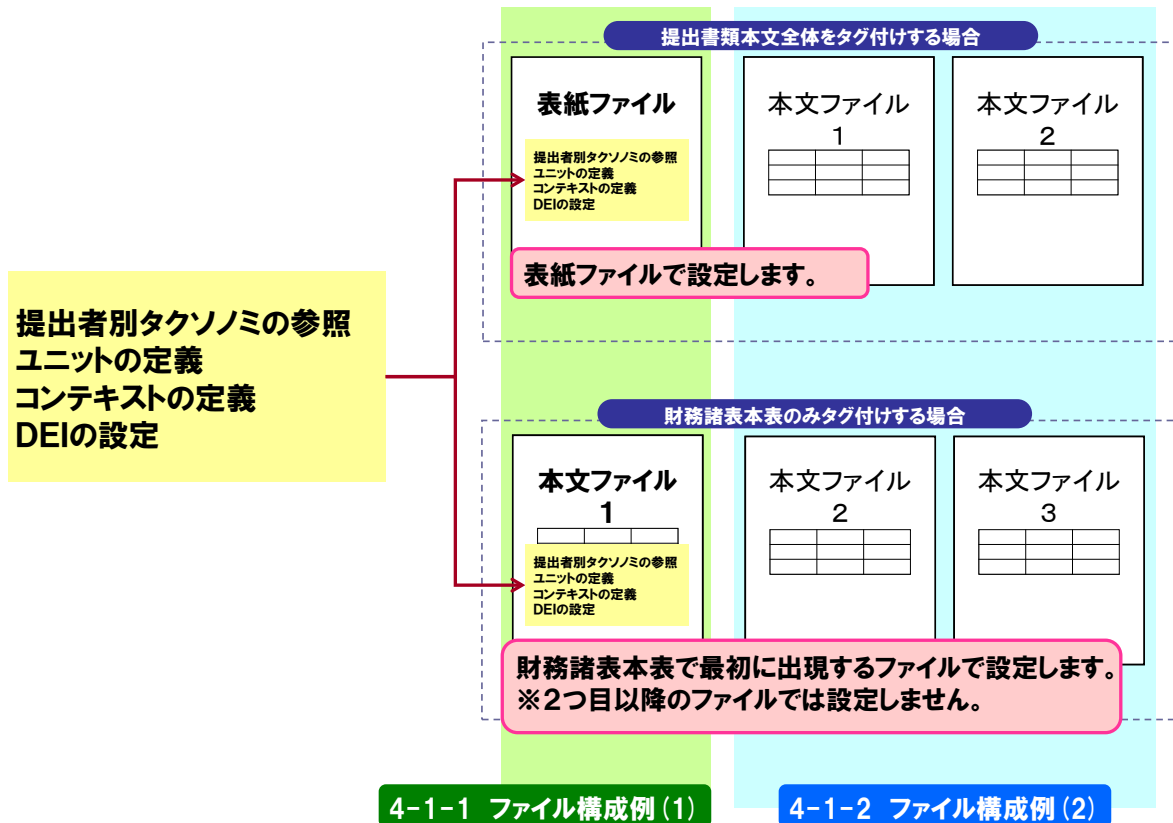 提出書類本文全体をタグ付けする場合
表紙ファイル
提出者別タクソノミの参照
ユニットの定義
コンテキストの定義
DEIの設定
本文ファイル
1
本文ファイル
2
表紙ファイルで設定します。
提出者別タクソノミの参照
ユニットの定義
コンテキストの定義
DEIの設定
財務諸表本表のみタグ付けする場合
本文ファイル
1
提出者別タクソノミの参照
ユニットの定義
コンテキストの定義
DEIの設定
本文ファイル
2
本文ファイル
3
財務諸表本表で最初に出現するファイルで設定します。
※2つ目以降のファイルでは設定しません。
4-1-1 ファイル構成例(1)
4-1-2 ファイル構成例(2)